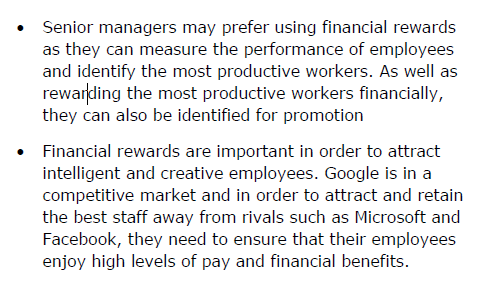 • Senior managers may prefer using financial rewards
as they can measure the performance of employees
and identify the most productive workers. As well as
rewarding the most productive workers financially,
they can also be identified for promotion
• Financial rewards are important in order to attract
intelligent and creative employees. Google is in a
competitive market and in order to attract and retain
the best staff away from rivals such as Microsoft and
Facebook, they need to ensure that their employees
enjoy high levels of pay and financial benefits.